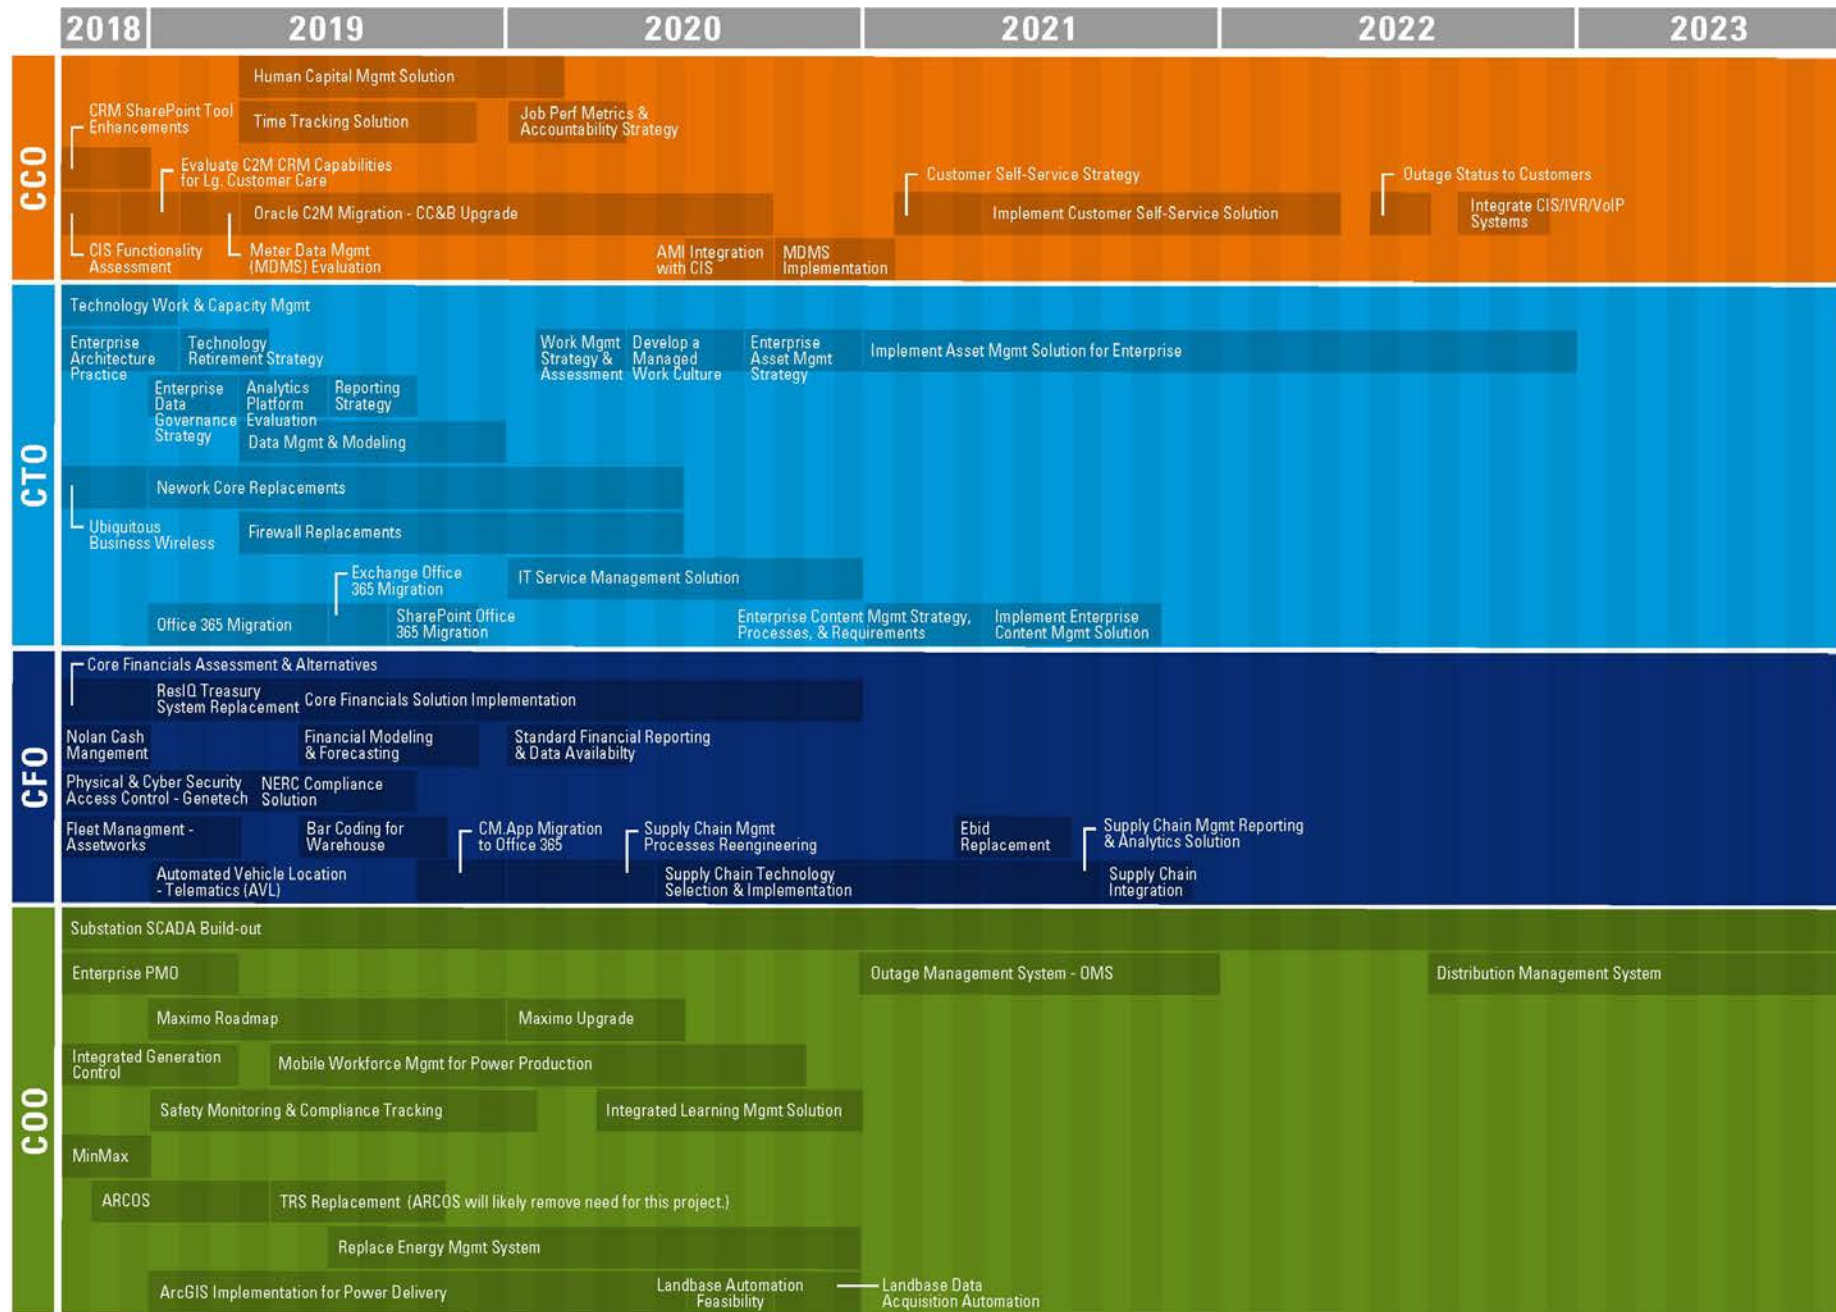 2018 2019 2020 2021 2022 2023
CCO
Human Capital Mgmt Solution
CRM SharePoint Tool
Enhancements
Time Tracking Solution
Job Perf Metrics &
Accountability Strategy
Evaluate C2M CRM Capabilities
for Lg. Customer Care
Customer Self-Service Strategy
Outage Status to Customers
Oracle C2M Migration - CC&B Upgrade
Implement Customer Self-Service Solution
Integrate CIS/IVR/VoIP
Systems
CIS Functionality
Assessment
Meter Data Mgmt
(MDMS) Evaluation
AMI Integration
with CIS
MDMS
Implementation
CTO
Technology Work & Capacity Mgmt
Enterprise
Architecture
Practice
Technology
Retirement Strategy
Work Mgmt
Strategy &
Assessment
Develop a
Managed
Work Culture
Enterprise
Asset Mgmt
Strategy
Implement Asset Mgmt Solution for Enterprise
Enterprise
Data
Governance
Strategy
Analytics
Platform
Evaluation
Reporting
Strategy
Data Mgmt & Modeling
Nework Core Replacements
Ubiquitous
Business Wireless
Firewall Replacements
Exchange Office
365 Migration
IT Service Management Solution
Office 365 Migration
SharePoint Office
365 Migration
Enterprise Content Mgmt Strategy,
Processes, & Requirements
Implement Enterprise
Content Mgmt Solution
CFO
Core Financials Assessment & Alternatives
ResIQ Treasury
System Replacement
Core Financials Solution Implementation
Nolan Cash
Mangement
Financial Modeling
& Forecasting
Standard Financial Reporting
& Data Availabilty
Physical & Cyber Security
Access Control - Genetech
NERC Compliance
Solution
Fleet Managment -
Assetworks
Bar Coding for
Warehouse
CM.App Migration
to Office 365
Supply Chain Mgmt
Processes Reengineering
Ebid
Replacement
Supply Chain Mgmt Reporting
& Analytics Solution
Automated Vehicle Location
- Telematics (AVL)
Supply Chain Technology
Selection & Implementation
Supply Chain
Integration
COO
Substation SCADA Build-out
Enterprise PMO
Outage Management System - OMS
Distribution Management System
Maximo Roadmap
Maximo Upgrade
Integrated Generation
Control
Mobile Workforce Mgmt for Power Production
Safety Monitoring & Compliance Tracking
Integrated Learning Mgmt Solution
MinMax
ARCOS
TRS Replacement (ARCOS will likely remove need for this project.)
Replace Energy Mgmt System
ArcGIS Implementation for Power Delivery
Landbase Automation
Feasibility
Landbase Data
Acquisition Automation